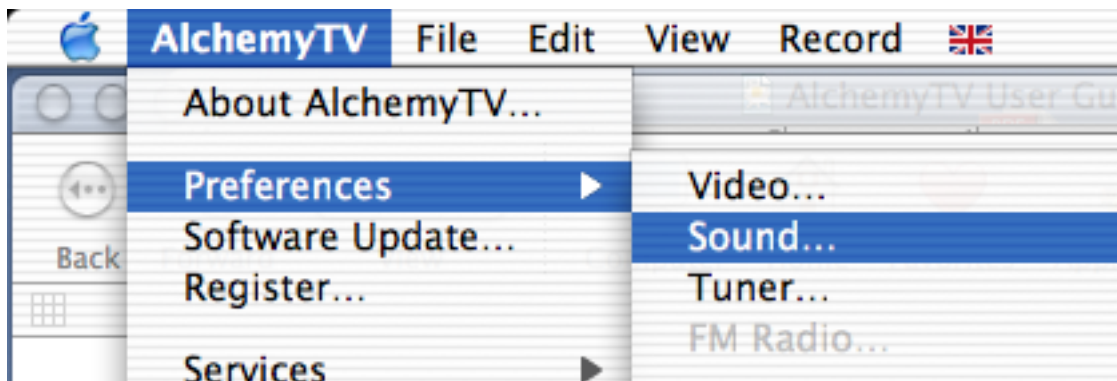 AlchemyTV File Edit View Record
About AlchemyTV...
AlchemyTV User Gu
Preferences
Video...
Software Update...
Sound...
Back
Register...
Tuner...
FM Radio...
Services